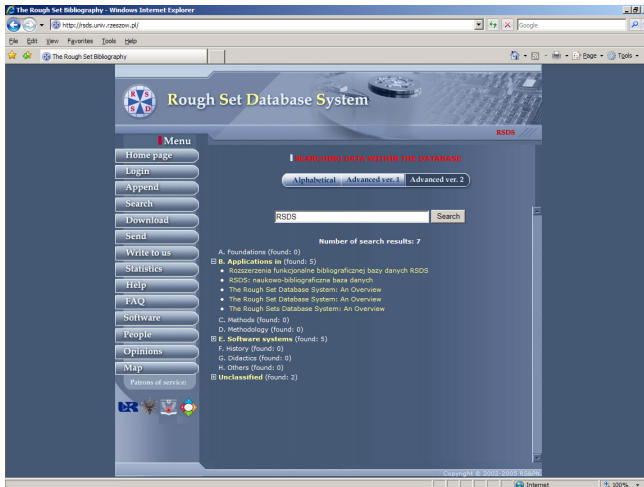 The Rough Set Bibliography - Windows Internet Explorer
http://rsds.univ.rzeszow.pl/
Google
File Edit View Favorites Tools Help
The Rough Set Bibliography
Page Tools
R S
S D
Rough Set Database System
RSDS
Menu
Home page
Login
Append
Search
Download
Send
Write to us
Statistics
Help
FAQ
Software
People
Opinions
Map
Patrons of service:
UR
SEARCHING DATA WITHIN THE DATABASE
Alphabetical Advanced ver. 1 Advanced ver. 2
RSDS Search
Number of search results: 7
A. Foundations (found: 0)
B. Applications in (found: 5)
Rozszerzenia funkcjonalne bibliograficznej bazy danych RSDS
RSDS: naukowo-bibliograficzna baza danych
The Rough Set Database System: An Overview
The Rough Set Database System: An Overview
The Rough Sets Database System: An Overview
C. Methods (found: 0)
D. Methodology (found: 0)
E. Software systems (found: 5)
F. History (found: 0)
G. Didactics (found: 0)
H. Others (found: 0)
Unclassified (found: 2)
Copyright © 2002-2005 RS&PN
Internet 100%